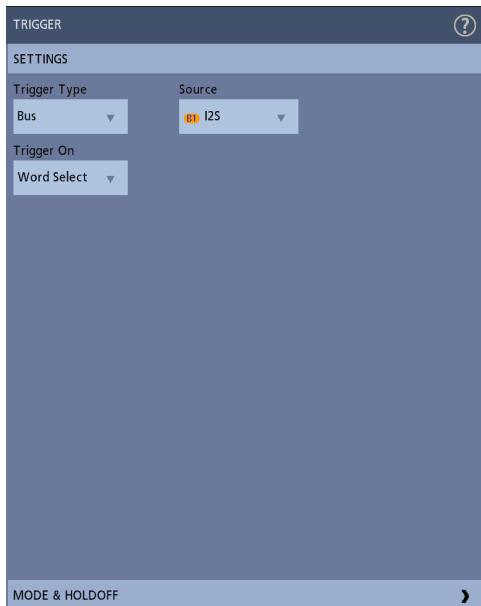 TRIGGER ?
SETTINGS
Trigger Type Source
Bus B1 I2S
Trigger On
Word Select
MODE & HOLDOFF